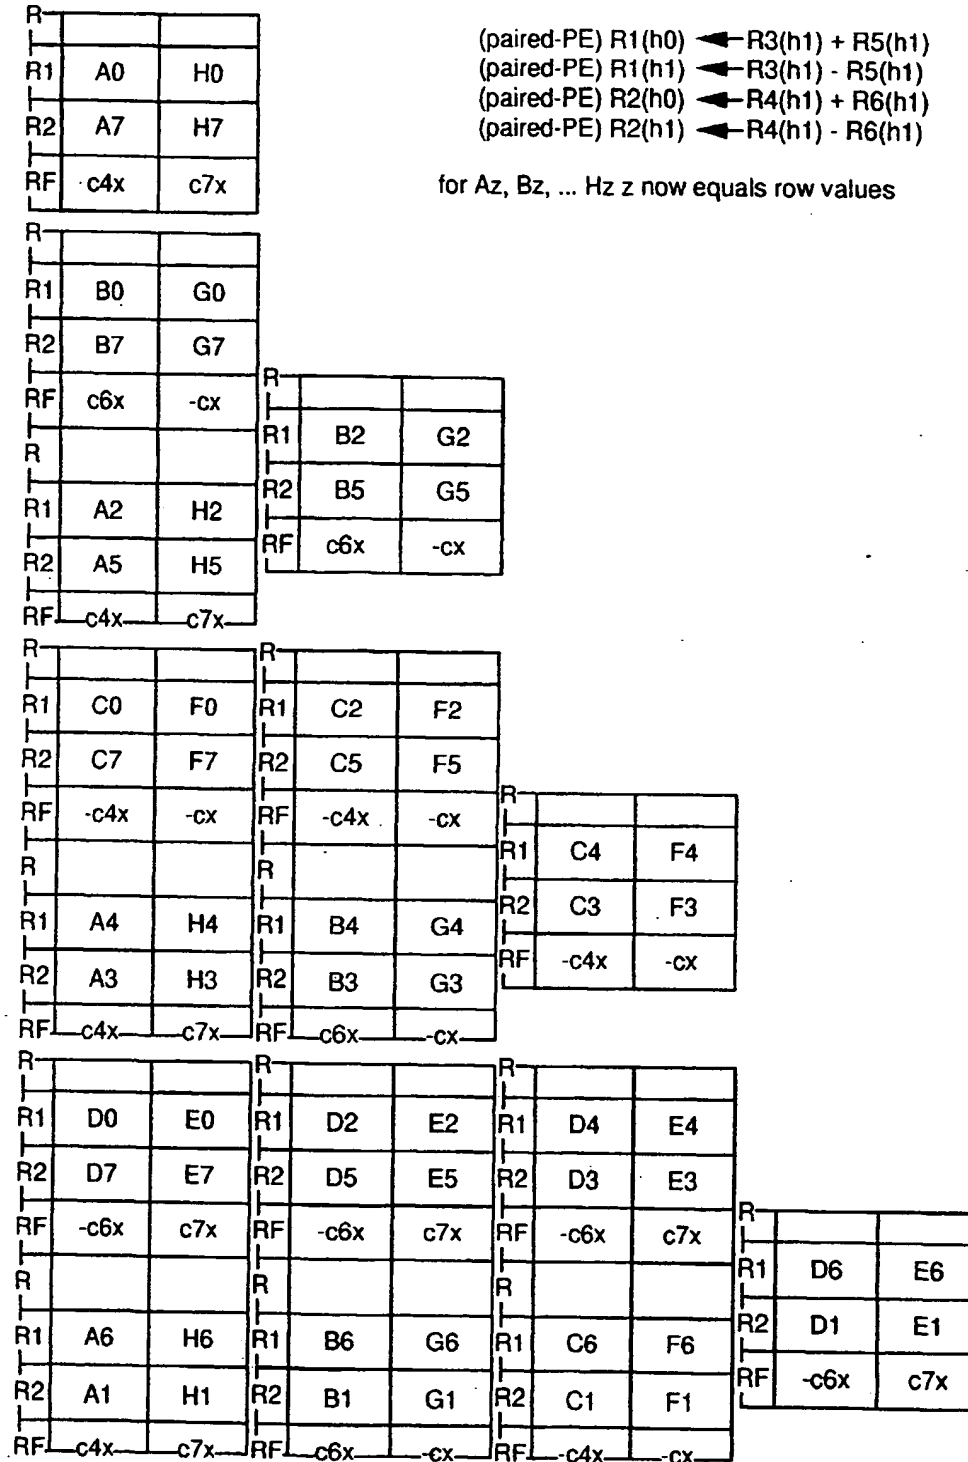 (paired-PE) R1(h0) ← R3(h1) + R5(h1)
(paired-PE) R1(h1) ← R3(h1) - R5(h1)
(paired-PE) R2(h0) ← R4(h1) + R6(h1)
(paired-PE) R2(h1) ← R4(h1) - R6(h1)
for Az, Bz, ... Hz z now equals row values
R
R1 A0 H0
R2 A7 H7
RF c4x c7x
R
R1 B0 G0
R2 B7 G7
RF c6x -cx
R
R1 A2 H2
R2 A5 H5
RF c4x c7x
R
R1 B2 G2
R2 B5 G5
RF c6x -cx
R
R1 C0 F0
R2 C7 F7
RF -c4x -cx
R
R1 A4 H4
R2 A3 H3
RF c4x c7x
R
R1 C2 F2
R2 C5 F5
RF -c4x -cx
R
R1 B4 G4
R2 B3 G3
RF c6x -cx
R
R1 C4 F4
R2 C3 F3
RF -c4x -cx
R
R1 D0 E0
R2 D7 E7
RF -c6x c7x
R
R1 A6 H6
R2 A1 H1
RF c4x c7x
R
R1 D2 E2
R2 D5 E5
RF -c6x c7x
R
R1 B6 G6
R2 B1 G1
RF c6x -cx
R
R1 D4 E4
R2 D3 E3
RF -c6x c7x
R
R1 C6 F6
R2 C1 F1
RF -c4x -cx
R
R1 D6 E6
R2 D1 E1
RF -c6x c7x